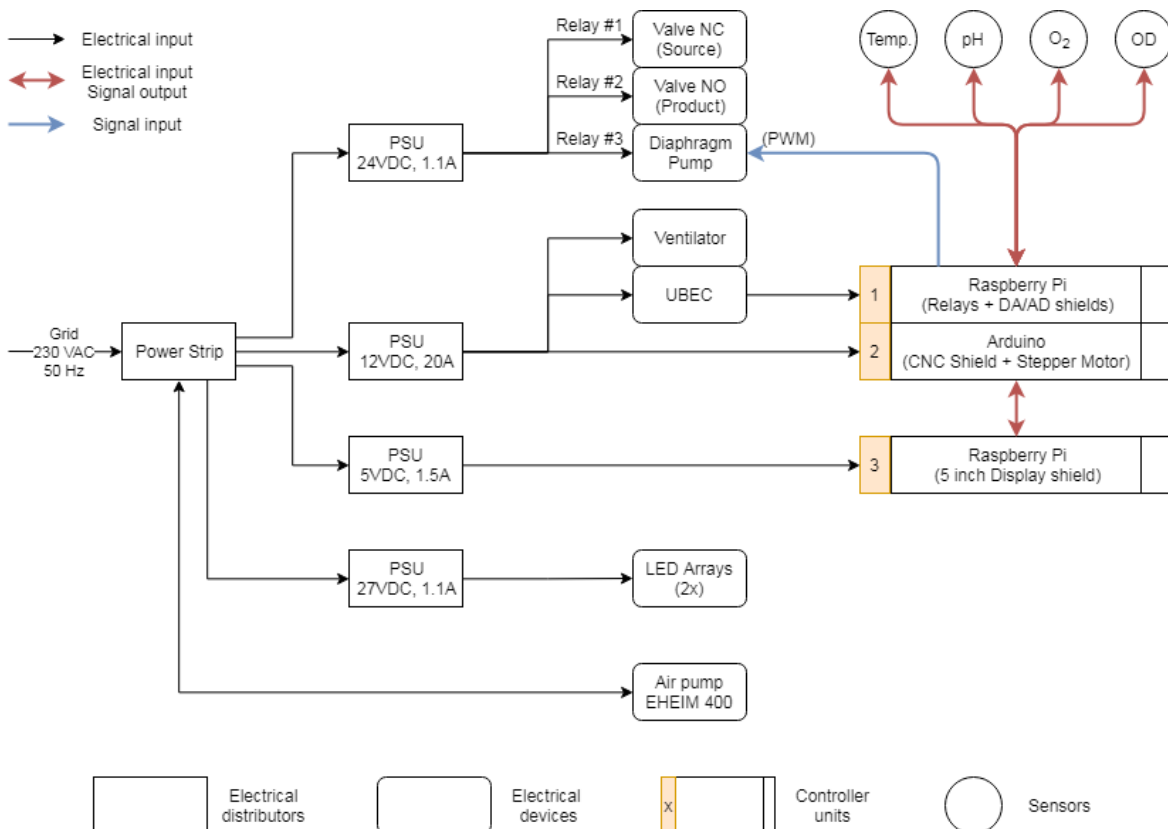 Electrical input
Electrical input
Signal output
Signal input
Relay #1
Valve NC
(Source)
Relay #2
Valve NO
(Product)
Relay #3
Diaphragm
Pump
(PWM)
Temp.
pH
O₂
OD
PSU
24VDC, 1.1A
Ventilator
UBEC
1
Raspberry Pi
(Relays + DA/AD shields)
Grid
230 VAC
50 Hz
Power Strip
PSU
12VDC, 20A
2
Arduino
(CNC Shield + Stepper Motor)
PSU
5VDC, 1.5A
3
Raspberry Pi
(5 inch Display shield)
PSU
27VDC, 1.1A
LED Arrays
(2x)
Air pump
EHEIM 400
Electrical
distributors
Electrical
devices
x
Controller
units
Sensors